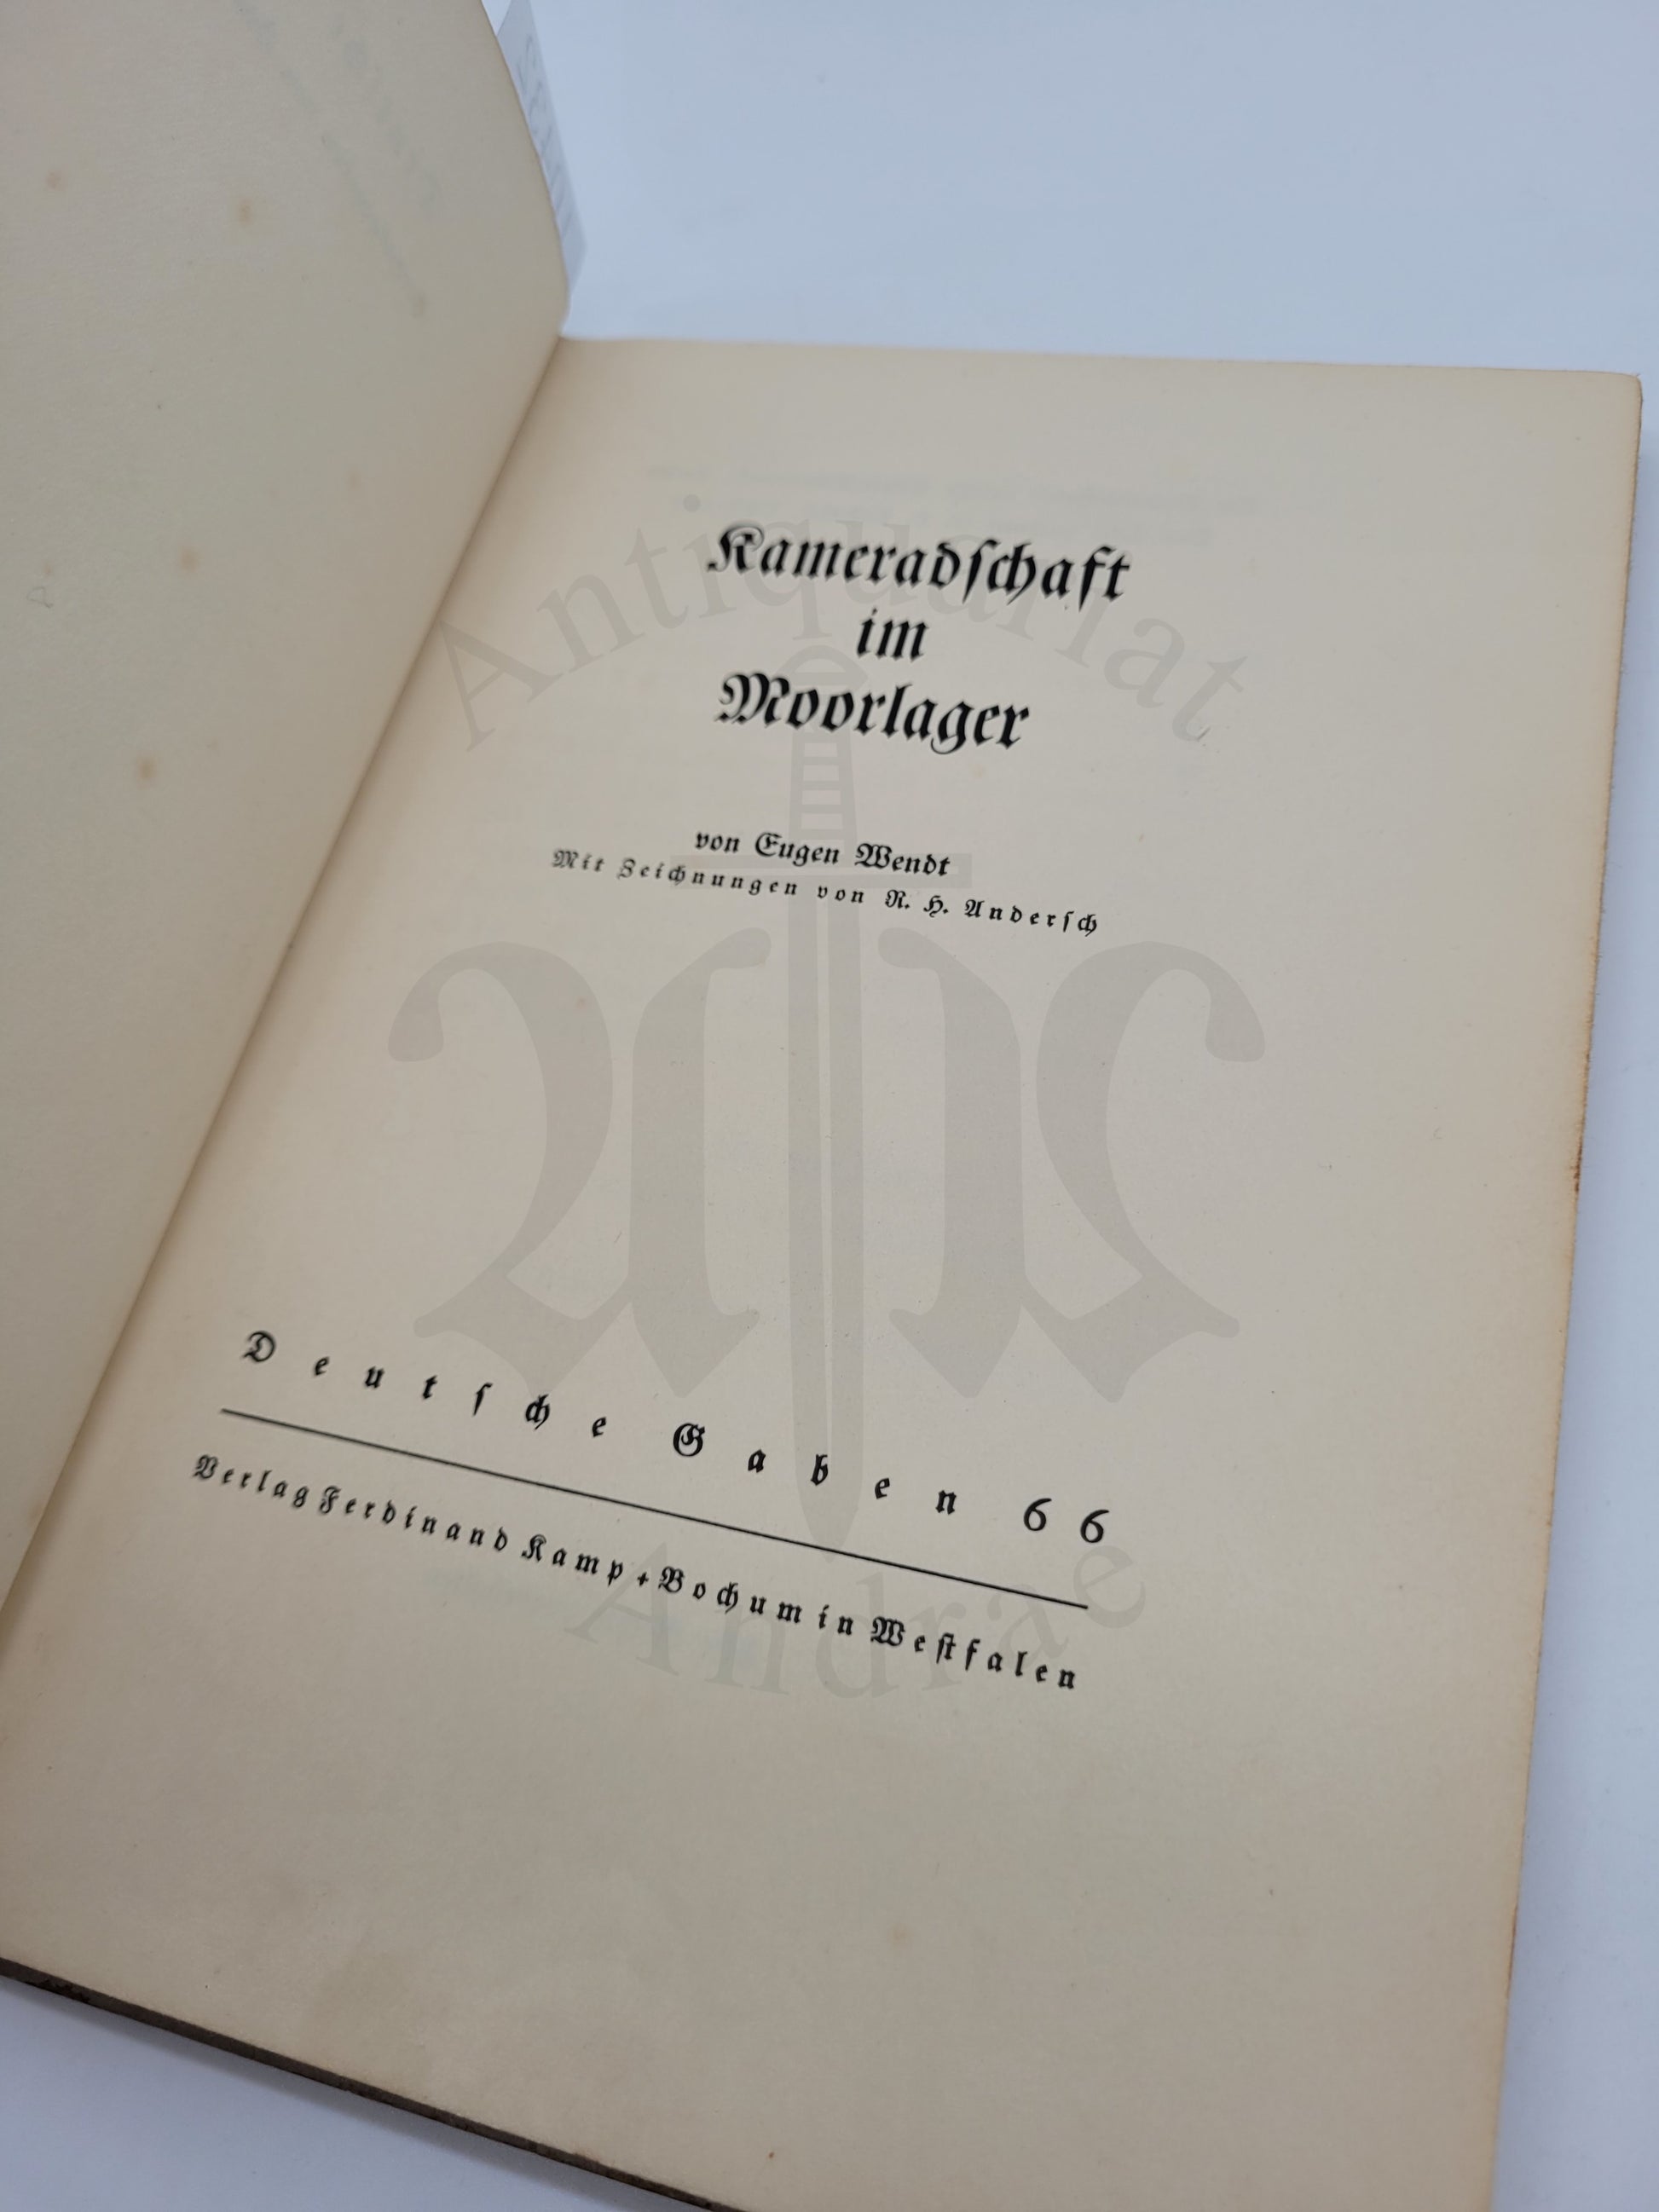 Kameradſchaft
im
Moorlager
von Eugen Wendt
Mit Zeichnungen von R. H. Anderſch
Deutſche Gaben 66
Verlag Ferdinand Kamp + Bochum in Weſtfalen
Antiquariat
Andrae